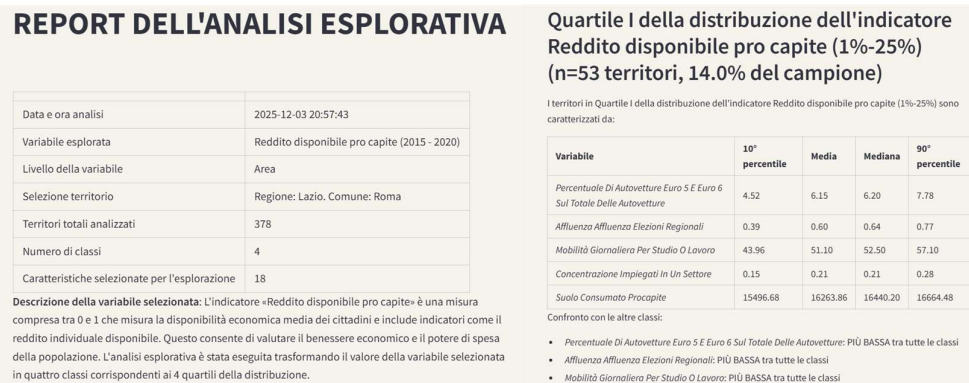 REPORT DELL'ANALISI ESPLORATIVA
Data e ora analisi 2025-12-03 20:57:43
Variabile esplorata Reddito disponibile pro capite (2015 - 2020)
Livello della variabile Area
Selezione territorio Regione: Lazio. Comune: Roma
Territori totali analizzati 378
Numero di classi 4
Caratteristiche selezionate per l'esplorazione 18
Descrizione della variabile selezionata: L'indicatore «Reddito disponibile pro capite» è una misura
compresa tra 0 e 1 che misura la disponibilità economica media dei cittadini e include indicatori come il
reddito individuale disponibile. Questo consente di valutare il benessere economico e il potere di spesa
della popolazione. L'analisi esplorativa è stata eseguita trasformando il valore della variabile selezionata
in quattro classi corrispondenti ai 4 quartili della distribuzione.
Quartile I della distribuzione dell'indicatore
Reddito disponibile pro capite (1%-25%)
(n=53 territori, 14.0% del campione)
I territori in Quartile I della distribuzione dell'indicatore Reddito disponibile pro capite (1%-25%) sono
caratterizzati da:
Variabile 10° percentile Media Mediana 90° percentile
Percentuale Di Autovetture Euro 5 E Euro 6
Sul Totale Delle Autovetture 4.52 6.15 6.20 7.78
Affluenza Affluenza Elezioni Regionali 0.39 0.60 0.64 0.77
Mobilità Giornaliera Per Studio O Lavoro 43.96 51.10 52.50 57.10
Concentrazione Impiegati In Un Settore 0.15 0.21 0.21 0.28
Suolo Consumato Procapite 15496.68 16263.86 16440.20 16664.48
Confronto con le altre classi:
• Percentuale Di Autovetture Euro 5 E Euro 6 Sul Totale Delle Autovetture: PIÙ BASSA tra tutte le classi
• Affluenza Affluenza Elezioni Regionali: PIÙ BASSA tra tutte le classi
• Mobilità Giornaliera Per Studio O Lavoro: PIÙ BASSA tra tutte le classi